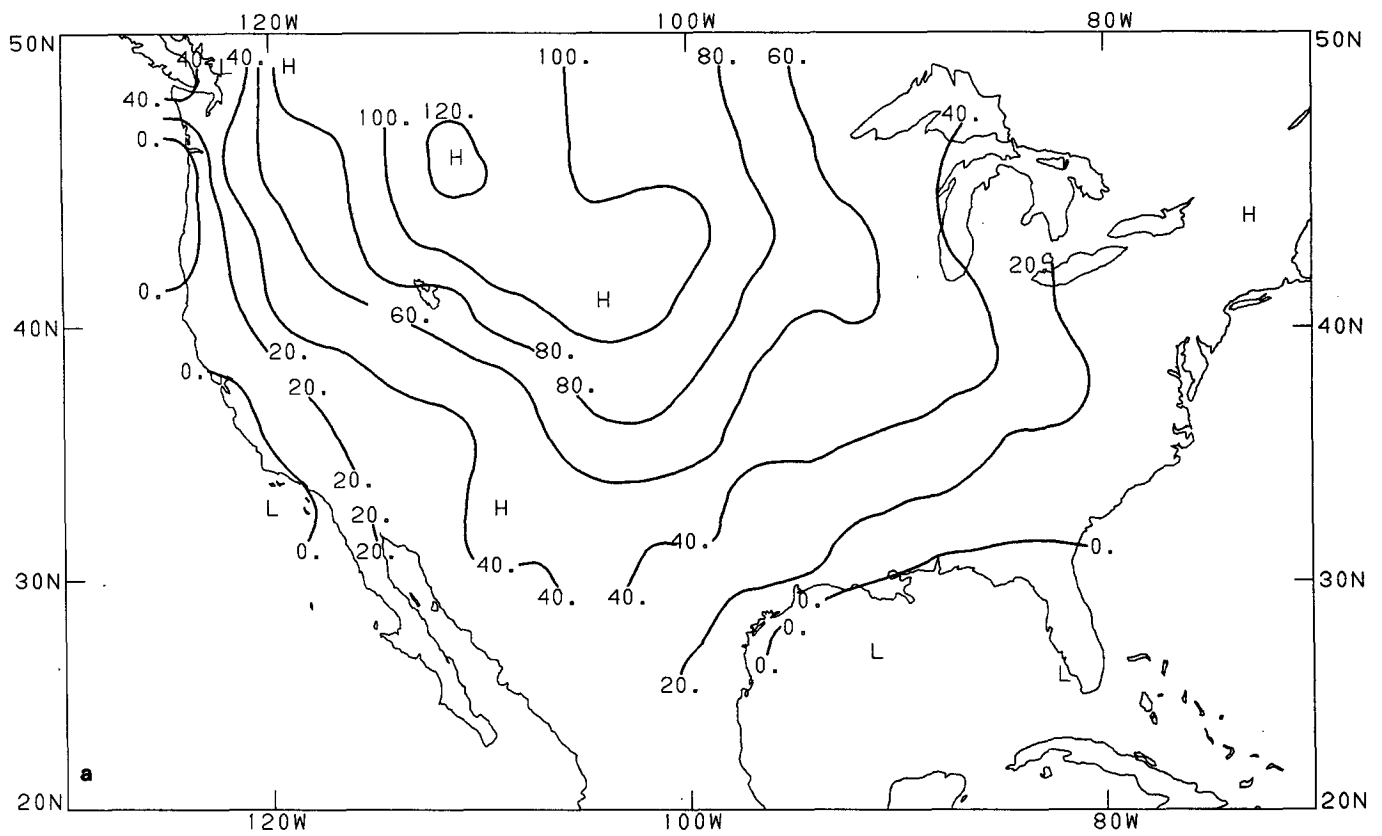 120W 100W 80W
50N 50N
40. 40. 100. 80. 60.
L H
40. 100. 120. 40.
0.
H
H
20.
0. H
60.
40N 40N
20. 80.
0. 20. 80.
20.
L 20. H
0. 20. 40. 40. 0.
30N 30N
40. 40. 0.
0.
L
0.
20. L
a
20N 20N
120W 100W 80W